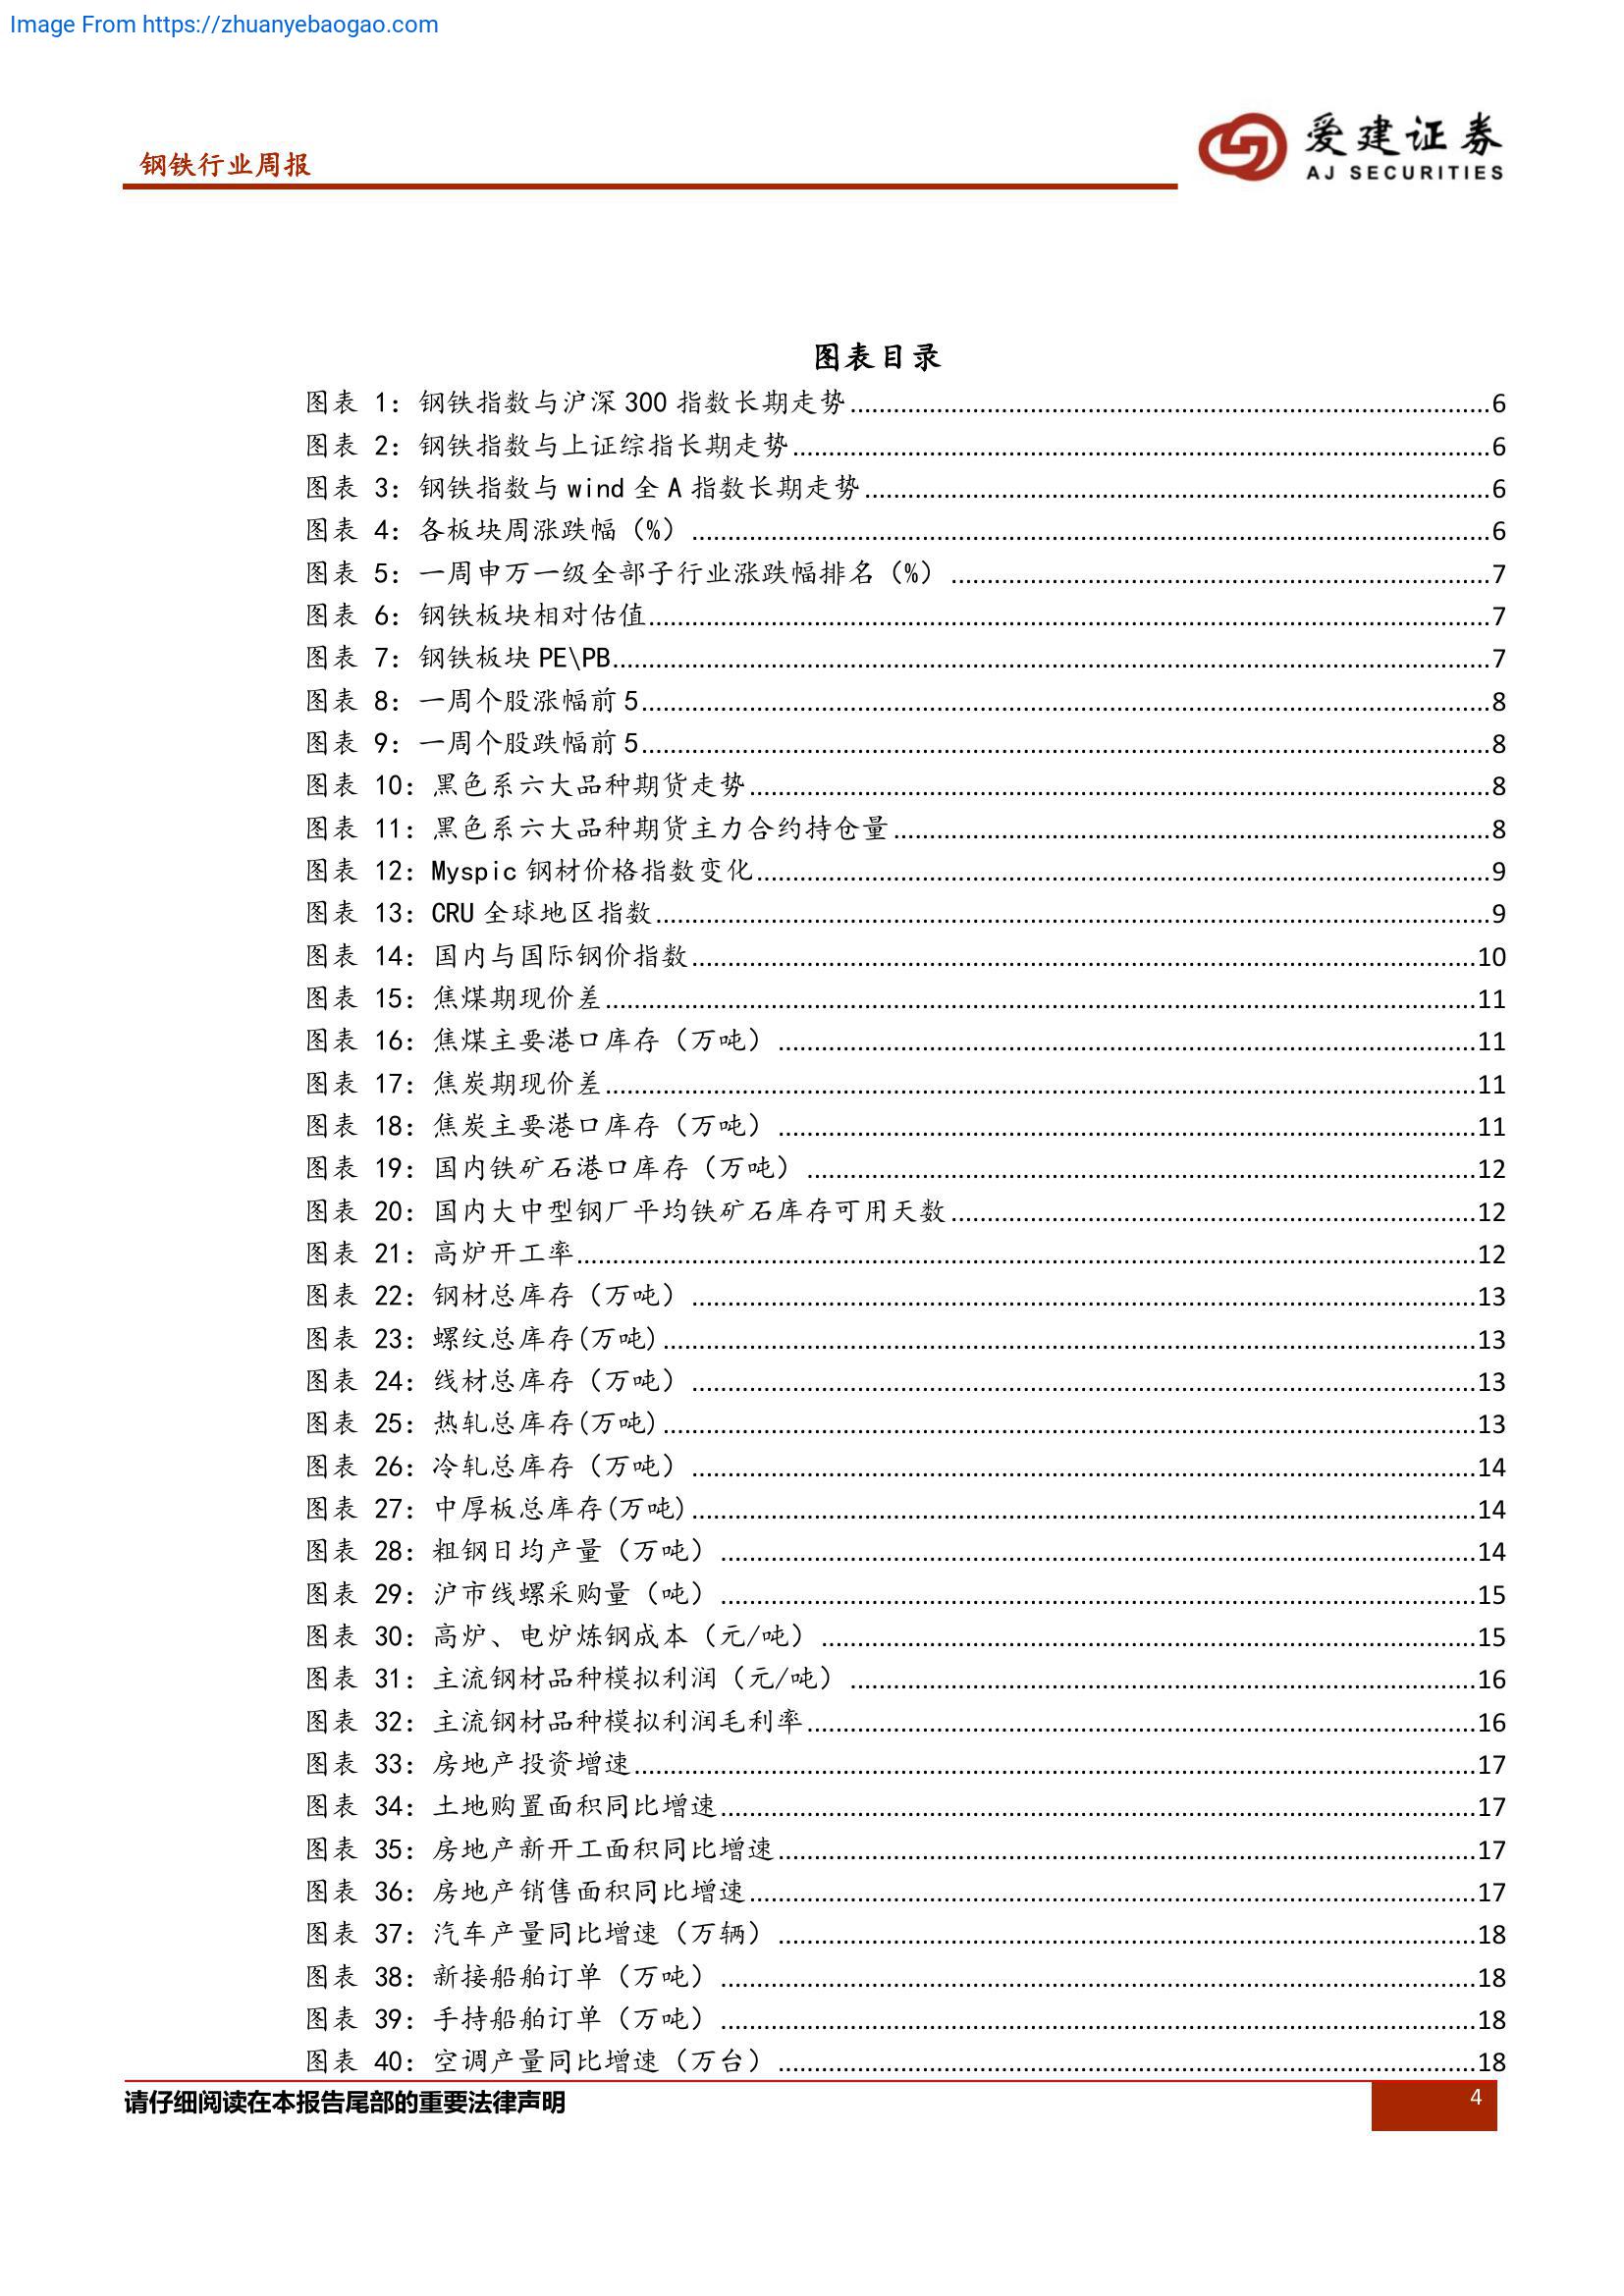 Image From https://zhuanyebaogao.com
钢铁行业周报
爱建证券
AJ SECURITIES
图表目录
图表 1：钢铁指数与沪深 300 指数长期走势........6
图表 2：钢铁指数与上证综指长期走势........6
图表 3：钢铁指数与 wind 全 A 指数长期走势........6
图表 4：各板块周涨跌幅（%）........6
图表 5：一周申万一级全部子行业涨跌幅排名（%）........7
图表 6：钢铁板块相对估值........7
图表 7：钢铁板块 PE\PB........7
图表 8：一周个股涨幅前 5........8
图表 9：一周个股跌幅前 5........8
图表 10：黑色系六大品种期货走势........8
图表 11：黑色系六大品种期货主力合约持仓量........8
图表 12：Myspic 钢材价格指数变化........9
图表 13：CRU 全球地区指数........9
图表 14：国内与国际钢价指数........10
图表 15：焦煤期现价差........11
图表 16：焦煤主要港口库存（万吨）........11
图表 17：焦炭期现价差........11
图表 18：焦炭主要港口库存（万吨）........11
图表 19：国内铁矿石港口库存（万吨）........12
图表 20：国内大中型钢厂平均铁矿石库存可用天数........12
图表 21：高炉开工率........12
图表 22：钢材总库存（万吨）........13
图表 23：螺纹总库存(万吨)........13
图表 24：线材总库存（万吨）........13
图表 25：热轧总库存(万吨)........13
图表 26：冷轧总库存（万吨）........14
图表 27：中厚板总库存(万吨)........14
图表 28：粗钢日均产量（万吨）........14
图表 29：沪市线螺采购量（吨）........15
图表 30：高炉、电炉炼钢成本（元/吨）........15
图表 31：主流钢材品种模拟利润（元/吨）........16
图表 32：主流钢材品种模拟利润毛利率........16
图表 33：房地产投资增速........17
图表 34：土地购置面积同比增速........17
图表 35：房地产新开工面积同比增速........17
图表 36：房地产销售面积同比增速........17
图表 37：汽车产量同比增速（万辆）........18
图表 38：新接船舶订单（万吨）........18
图表 39：手持船舶订单（万吨）........18
图表 40：空调产量同比增速（万台）........18
请仔细阅读在本报告尾部的重要法律声明
4